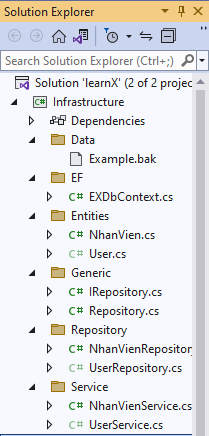 Solution Explorer
Search Solution Explorer (Ctrl+;)
Solution 'learnX' (2 of 2 projec
C# Infrastructure
Dependencies
Data
Example.bak
EF
C# EXDbContext.cs
Entities
C# NhanVien.cs
C# User.cs
Generic
C# IRepository.cs
C# Repository.cs
Repository
C# NhanVienRepository
C# UserRepository.cs
Service
C# NhanVienService.cs
C# UserService.cs